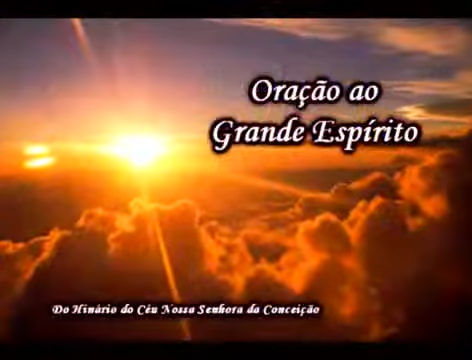 Oração ao
Grande Espírito
Do Hinário do Céu Nossa Senhora da Conceição